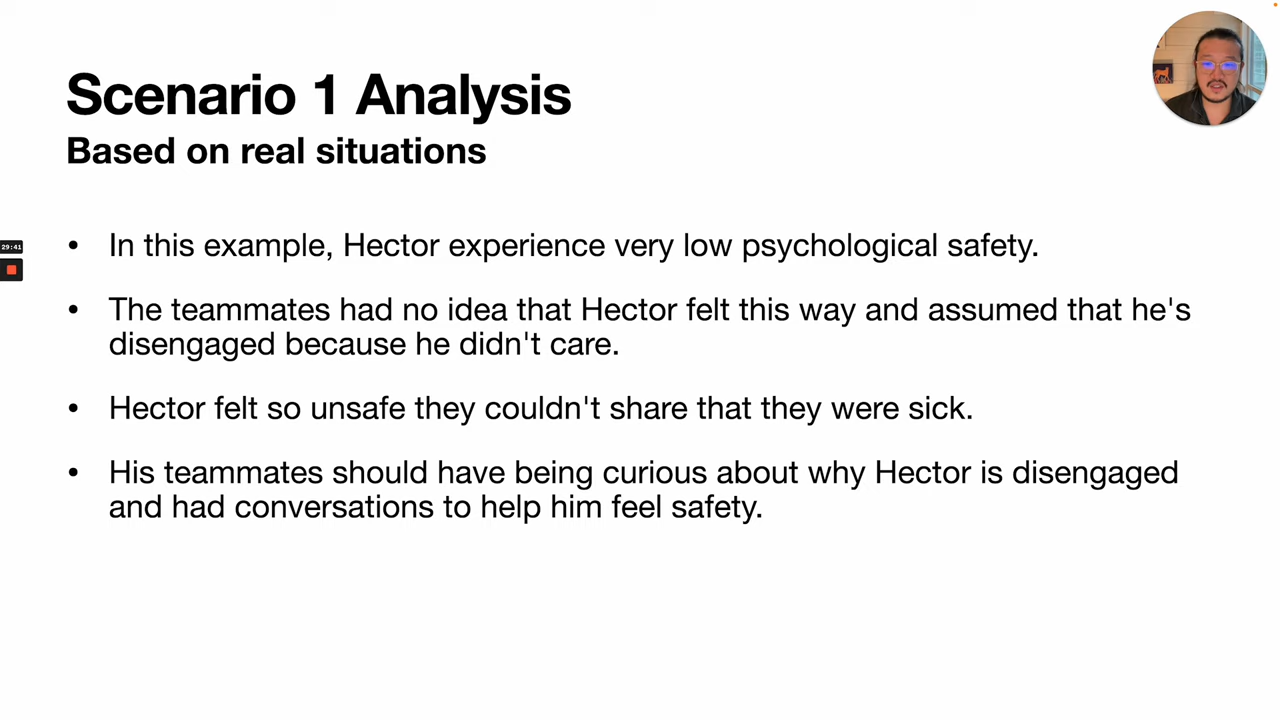 Scenario 1 Analysis
Based on real situations
29:41
• In this example, Hector experience very low psychological safety.
• The teammates had no idea that Hector felt this way and assumed that he's
disengaged because he didn't care.
• Hector felt so unsafe they couldn't share that they were sick.
• His teammates should have being curious about why Hector is disengaged
and had conversations to help him feel safety.